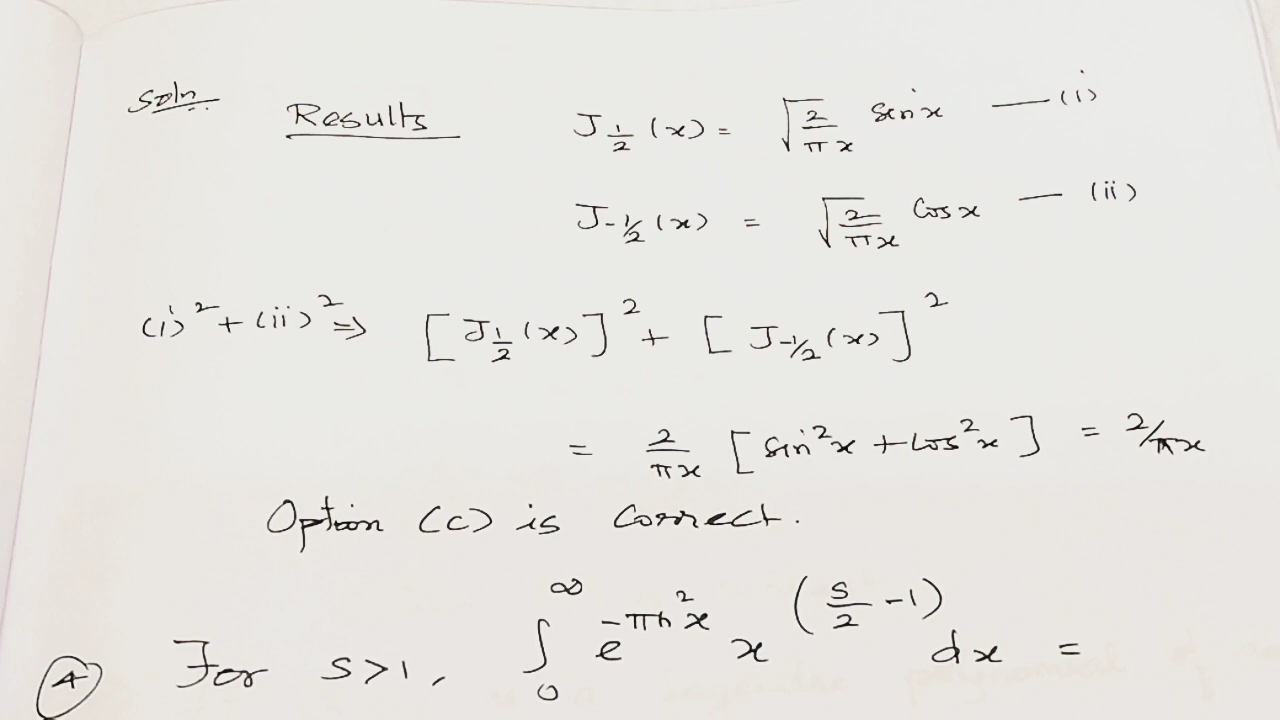 Soln. Results J_{1/2}(x) = √(2/πx) Sin x — (i)
J_{-1/2}(x) = √(2/πx) Cos x — (ii)
(i)² + (ii)² ⇒ [J_{1/2}(x)]² + [J_{-1/2}(x)]²
= 2/πx [Sin²x + Cos²x] = 2/πx
Option (c) is Correct.
④ For s>1, ∫₀^∞ e^{-πn²x} x^{(s/2 - 1)} dx =